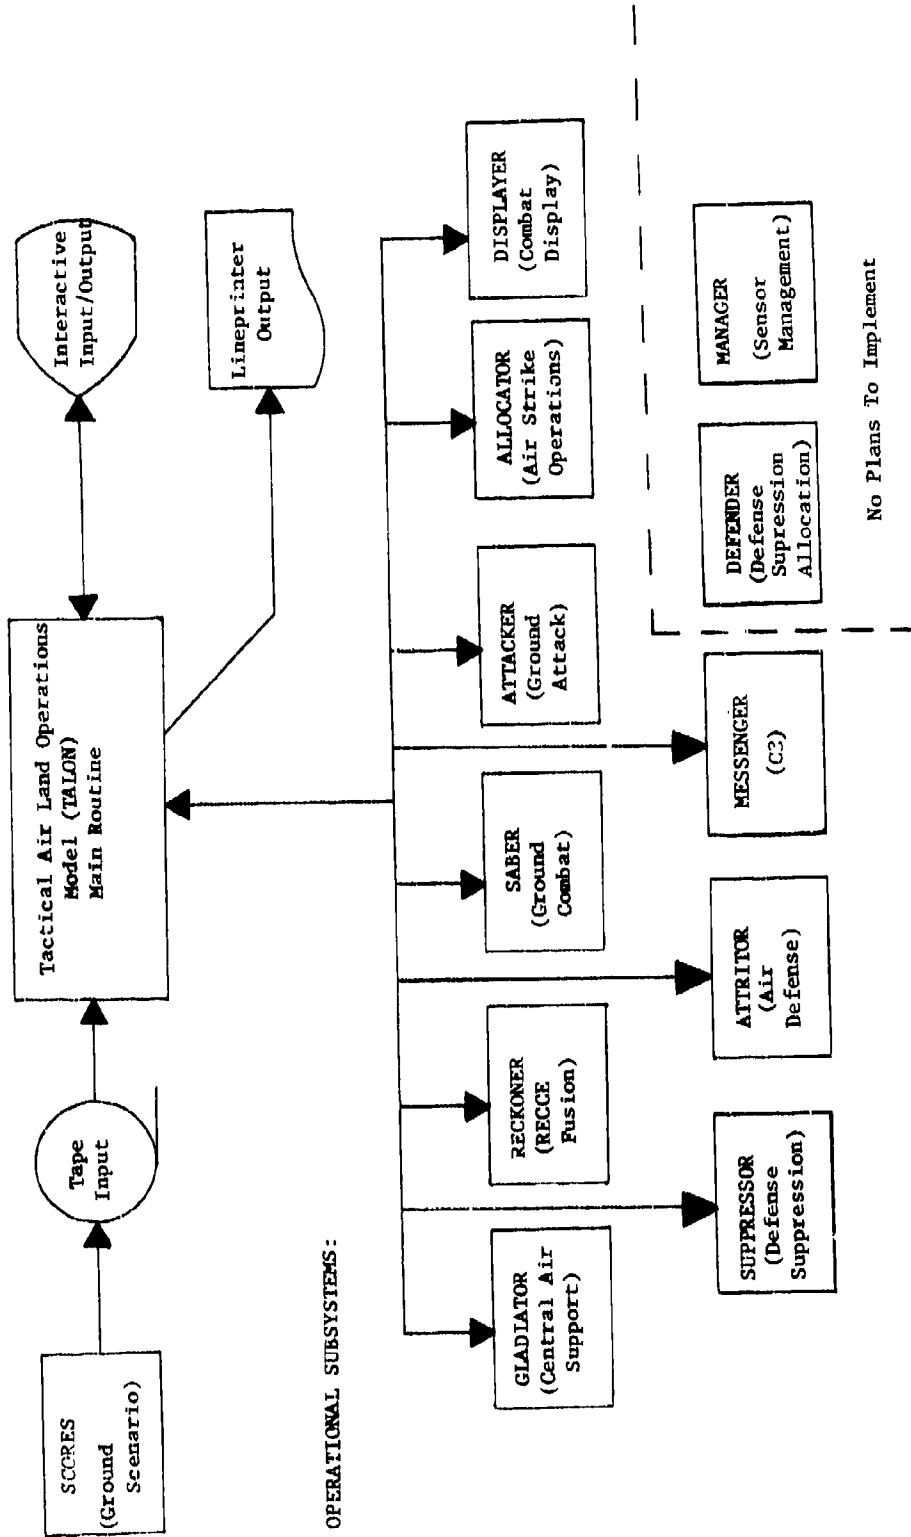 SCORES
(Ground
Scenario)
Tape
Input
Tactical Air Land Operations
Model (TALON)
Main Routine
Interactive
Input/Output
Lineprinter
Output
OPERATIONAL SUBSYSTEMS:
GLADIATOR
(Central Air
Support)
RECKONER
(RECCE
Fusion)
SABER
(Ground
Combat)
ATTACKER
(Ground
Attack)
ALLOCATOR
(Air Strike
Operations)
DISPLAYER
(Combat
Display)
SUPPRESSOR
(Defense
Suppression)
ATTRITOR
(Air
Defense)
MESSENGER
(C3)
DEFENDER
(Defense
Supression
Allocation)
MANAGER
(Sensor
Management)
No Plans To Implement